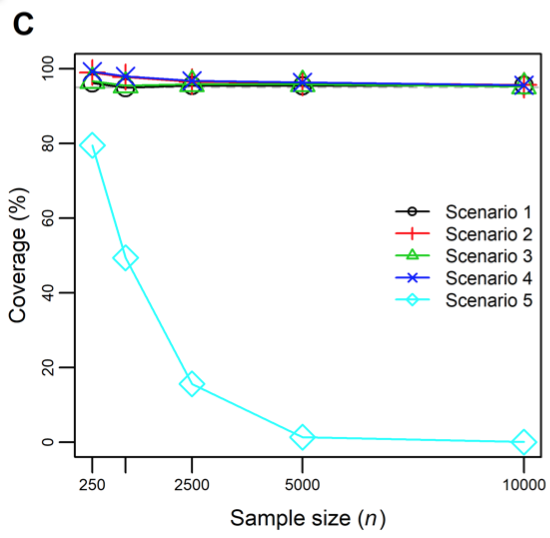 C
100
80
60
40
20
0
Coverage (%)
Scenario 1
Scenario 2
Scenario 3
Scenario 4
Scenario 5
250 2500 5000 10000
Sample size (n)